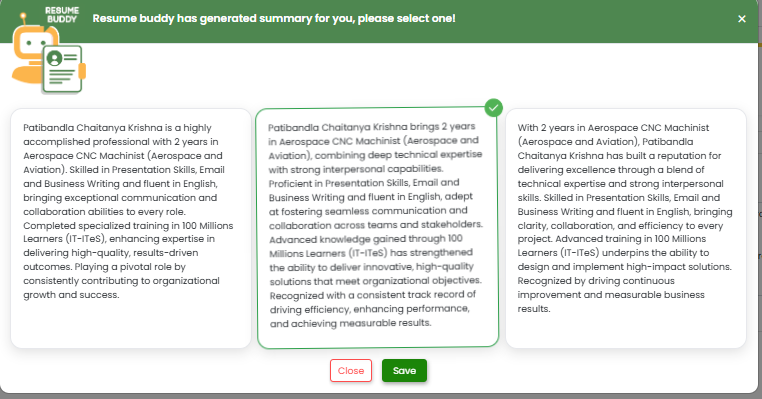 RESUME
BUDDY
Resume buddy has generated summary for you, please select one!
Patibandla Chaitanya Krishna is a highly
accomplished professional with 2 years in
Aerospace CNC Machinist (Aerospace and
Aviation). Skilled in Presentation Skills, Email
and Business Writing and fluent in English,
bringing exceptional communication and
collaboration abilities to every role.
Completed specialized training in 100 Millions
Learners (IT-ITeS), enhancing expertise in
delivering high-quality, results-driven
outcomes. Playing a pivotal role by
consistently contributing to organizational
growth and success.
Patibandla Chaitanya Krishna brings 2 years
in Aerospace CNC Machinist (Aerospace and
Aviation), combining deep technical expertise
with strong interpersonal capabilities.
Proficient in Presentation Skills, Email and
Business Writing and fluent in English, adept
at fostering seamless communication and
collaboration across teams and stakeholders.
Advanced knowledge gained through 100
Millions Learners (IT-ITeS) has strengthened
the ability to deliver innovative, high-quality
solutions that meet organizational objectives.
Recognized with a consistent track record of
driving efficiency, enhancing performance,
and achieving measurable results.
With 2 years in Aerospace CNC Machinist
(Aerospace and Aviation), Patibandla
Chaitanya Krishna has built a reputation for
delivering excellence through a blend of
technical expertise and strong interpersonal
skills. Skilled in Presentation Skills, Email and
Business Writing and fluent in English, bringing
clarity, collaboration, and efficiency to every
project. Advanced training in 100 Millions
Learners (IT-ITeS) underpins the ability to
design and implement high-impact solutions.
Recognized by driving continuous
improvement and measurable business
results.
Close
Save